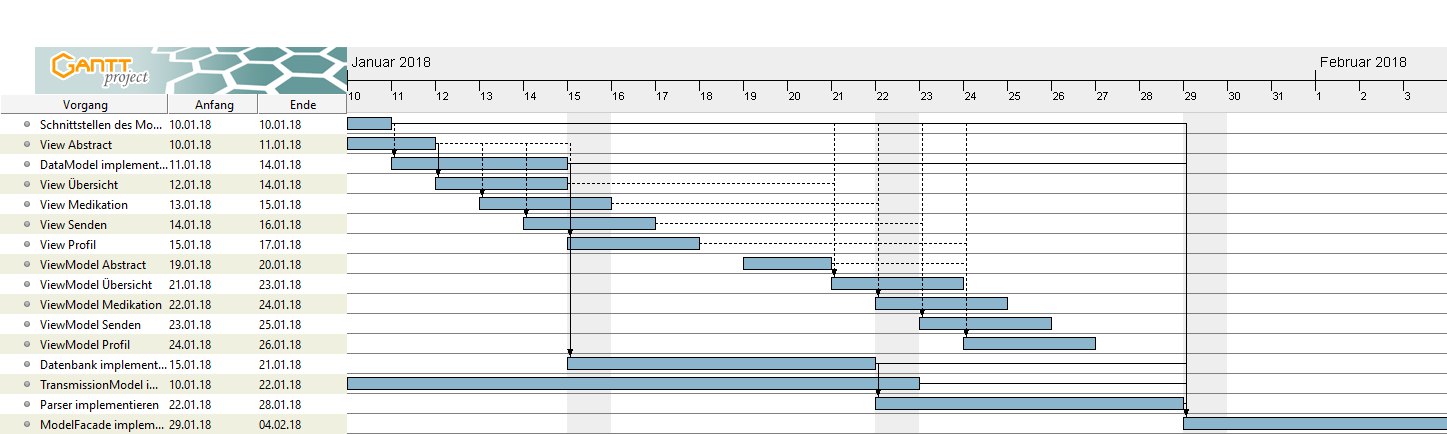 GANTT
project
Januar 2018
Februar 2018
Vorgang Anfang Ende
10 11 12 13 14 15 16 17 18 19 20 21 22 23 24 25 26 27 28 29 30 31 1 2 3
Schnittstellen des Mo... 10.01.18 10.01.18
View Abstract 10.01.18 11.01.18
DataModel implement... 11.01.18 14.01.18
View Übersicht 12.01.18 14.01.18
View Medikation 13.01.18 15.01.18
View Senden 14.01.18 16.01.18
View Profil 15.01.18 17.01.18
ViewModel Abstract 19.01.18 20.01.18
ViewModel Übersicht 21.01.18 23.01.18
ViewModel Medikation 22.01.18 24.01.18
ViewModel Senden 23.01.18 25.01.18
ViewModel Profil 24.01.18 26.01.18
Datenbank implement... 15.01.18 21.01.18
TransmissionModel i... 10.01.18 22.01.18
Parser implementieren 22.01.18 28.01.18
ModelFacade implem... 29.01.18 04.02.18